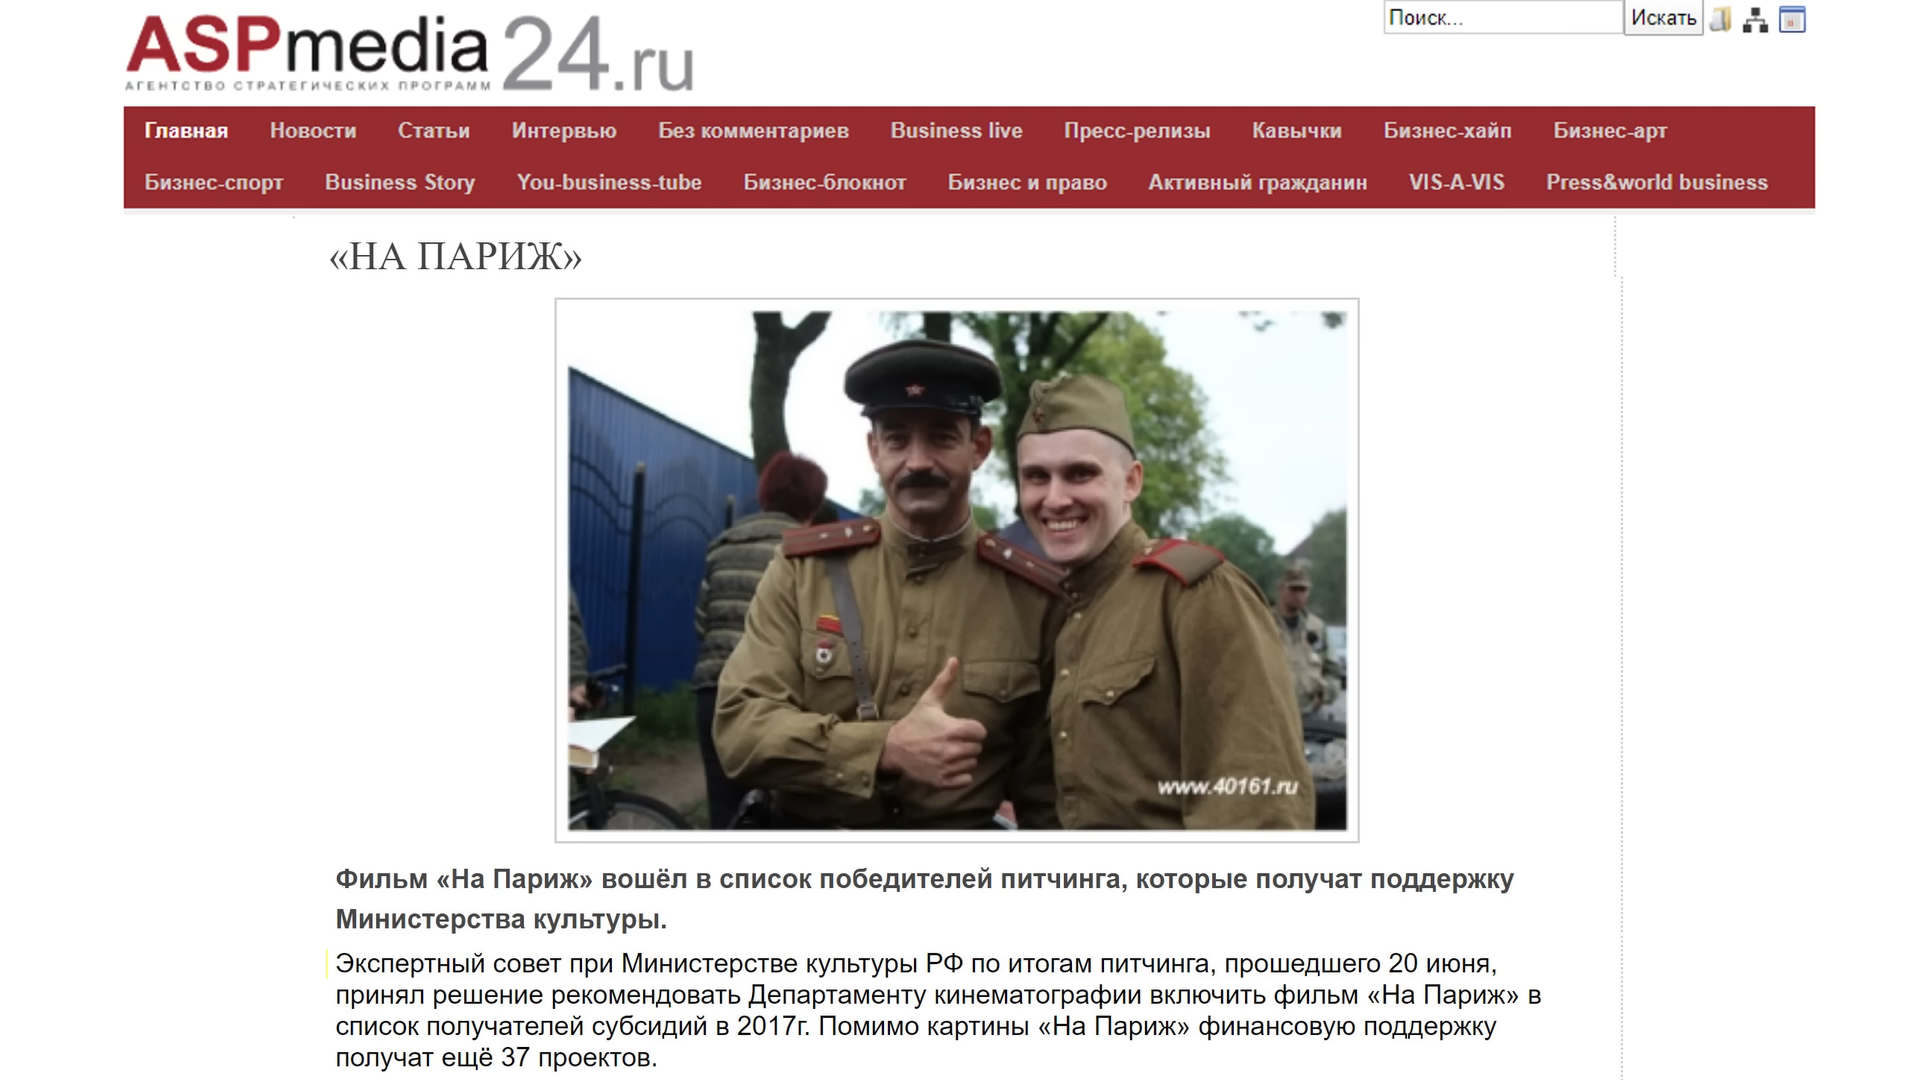 ASPmedia24.ru
АГЕНТСТВО СТРАТЕГИЧЕСКИХ ПРОГРАММ
Поиск...
Искать
Главная Новости Статьи Интервью Без комментариев Business live Пресс-релизы Кавычки Бизнес-хайп Бизнес-арт
Бизнес-спорт Business Story You-business-tube Бизнес-блокнот Бизнес и право Активный гражданин VIS-A-VIS Press&world business
«НА ПАРИЖ»
www.40161.ru
Фильм «На Париж» вошёл в список победителей питчинга, которые получат поддержку
Министерства культуры.
Экспертный совет при Министерстве культуры РФ по итогам питчинга, прошедшего 20 июня,
принял решение рекомендовать Департаменту кинематографии включить фильм «На Париж» в
список получателей субсидий в 2017г. Помимо картины «На Париж» финансовую поддержку
получат ещё 37 проектов.